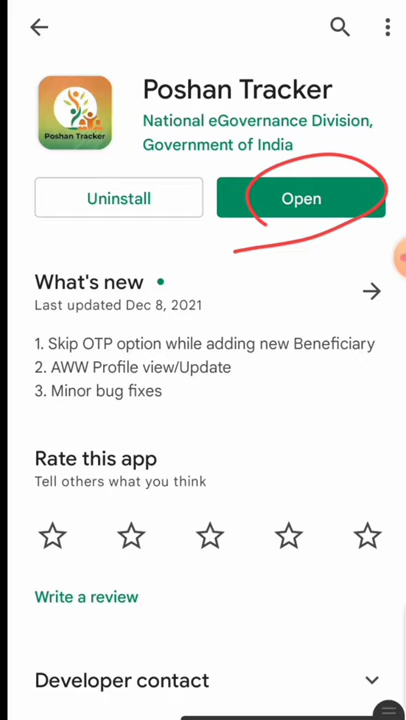 Poshan Tracker
Poshan Tracker
National eGovernance Division,
Government of India
Uninstall
Open
What's new
Last updated Dec 8, 2021
1. Skip OTP option while adding new Beneficiary
2. AWW Profile view/Update
3. Minor bug fixes
Rate this app
Tell others what you think
Write a review
Developer contact